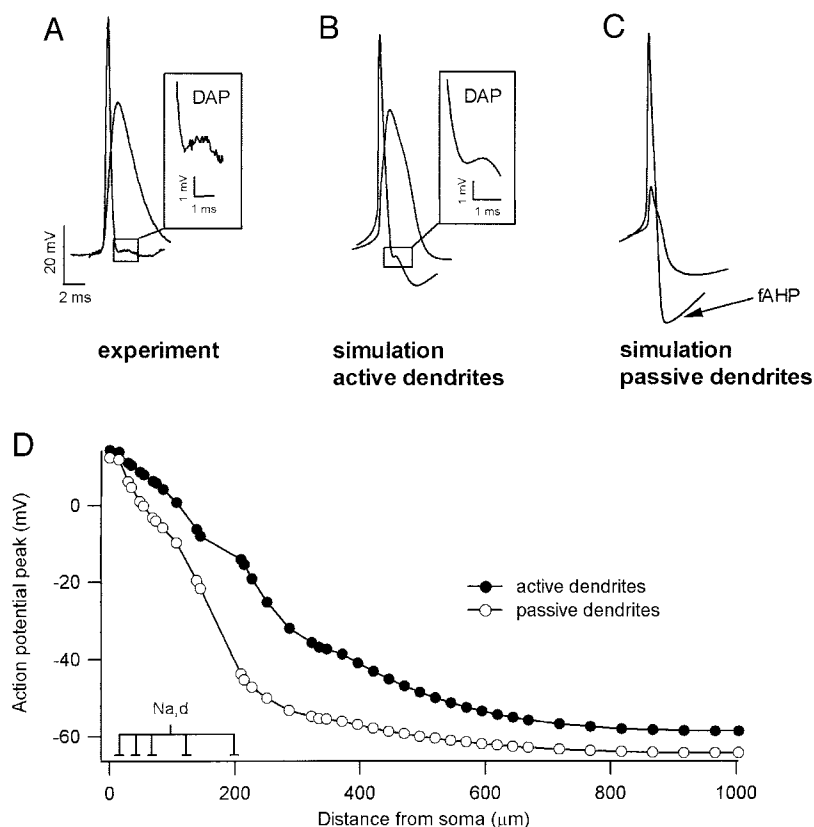 A
B
C
DAP
1 mV
1 ms
DAP
1 mV
1 ms
20 mV
2 ms
fAHP
experiment
simulation
active dendrites
simulation
passive dendrites
D
Action potential peak (mV)
0
-20
-40
-60
active dendrites
passive dendrites
Na,d
0
200
400
600
800
1000
Distance from soma (μm)